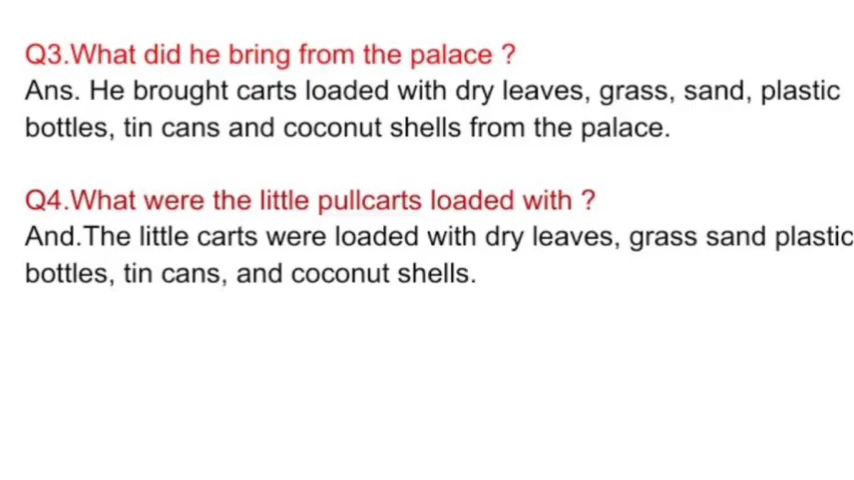 Q3.What did he bring from the palace ?
Ans. He brought carts loaded with dry leaves, grass, sand, plastic
bottles, tin cans and coconut shells from the palace.
Q4.What were the little pullcarts loaded with ?
And.The little carts were loaded with dry leaves, grass sand plastic
bottles, tin cans, and coconut shells.